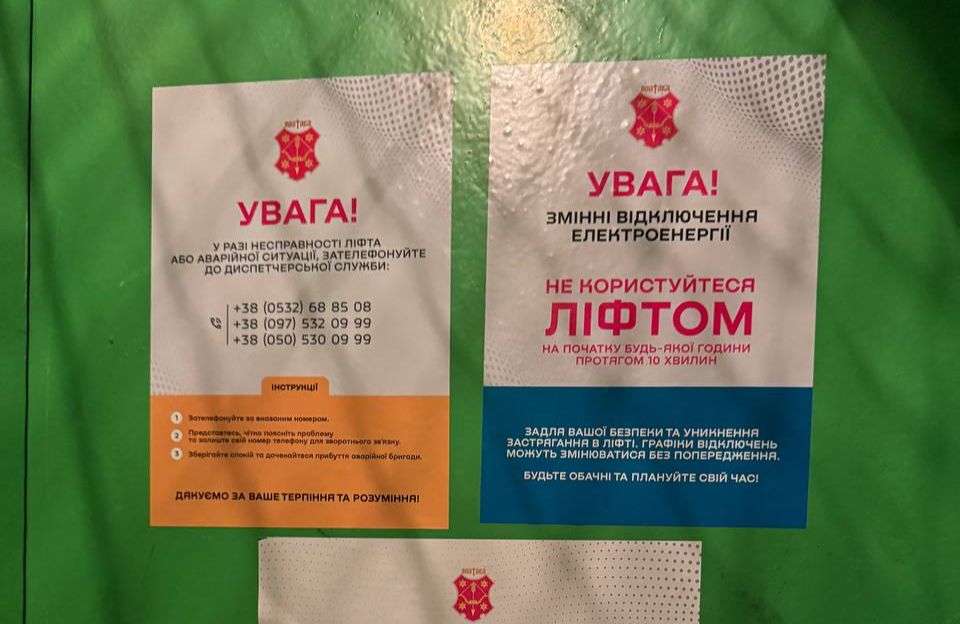 УВАГА!
У РАЗІ НЕСПРАВНОСТІ ЛІФТА
АБО АВАРІЙНОЇ СИТУАЦІЇ, ЗАТЕЛЕФОНУЙТЕ
ДО ДИСПЕТЧЕРСЬКОЇ СЛУЖБИ:
+38 (0532) 68 85 08
+38 (097) 532 09 99
+38 (050) 530 09 99
ІНСТРУКЦІЇ
1 Зателефонуйте за вказаним номером.
2 Представтесь, чітко поясніть проблему
та залиште свій номер телефону для зворотнього зв'язку.
3 Зберігайте спокій та дочекайтеся прибуття аварійної бригади.
ДЯКУЄМО ЗА ВАШЕ ТЕРПІННЯ ТА РОЗУМІННЯ!
УВАГА!
ЗМІННІ ВІДКЛЮЧЕННЯ
ЕЛЕКТРОЕНЕРГІЇ
НЕ КОРИСТУЙТЕСЯ
ЛІФТОМ
НА ПОЧАТКУ БУДЬ-ЯКОЇ ГОДИНИ
ПРОТЯГОМ 10 ХВИЛИН
ЗАДЛЯ ВАШОЇ БЕЗПЕКИ ТА УНИКНЕННЯ
ЗАСТРЯГАННЯ В ЛІФТІ. ГРАФІКИ ВІДКЛЮЧЕНЬ
МОЖУТЬ ЗМІНЮВАТИСЯ БЕЗ ПОПЕРЕДЖЕННЯ.
БУДЬТЕ ОБАЧНІ ТА ПЛАНУЙТЕ СВІЙ ЧАС!